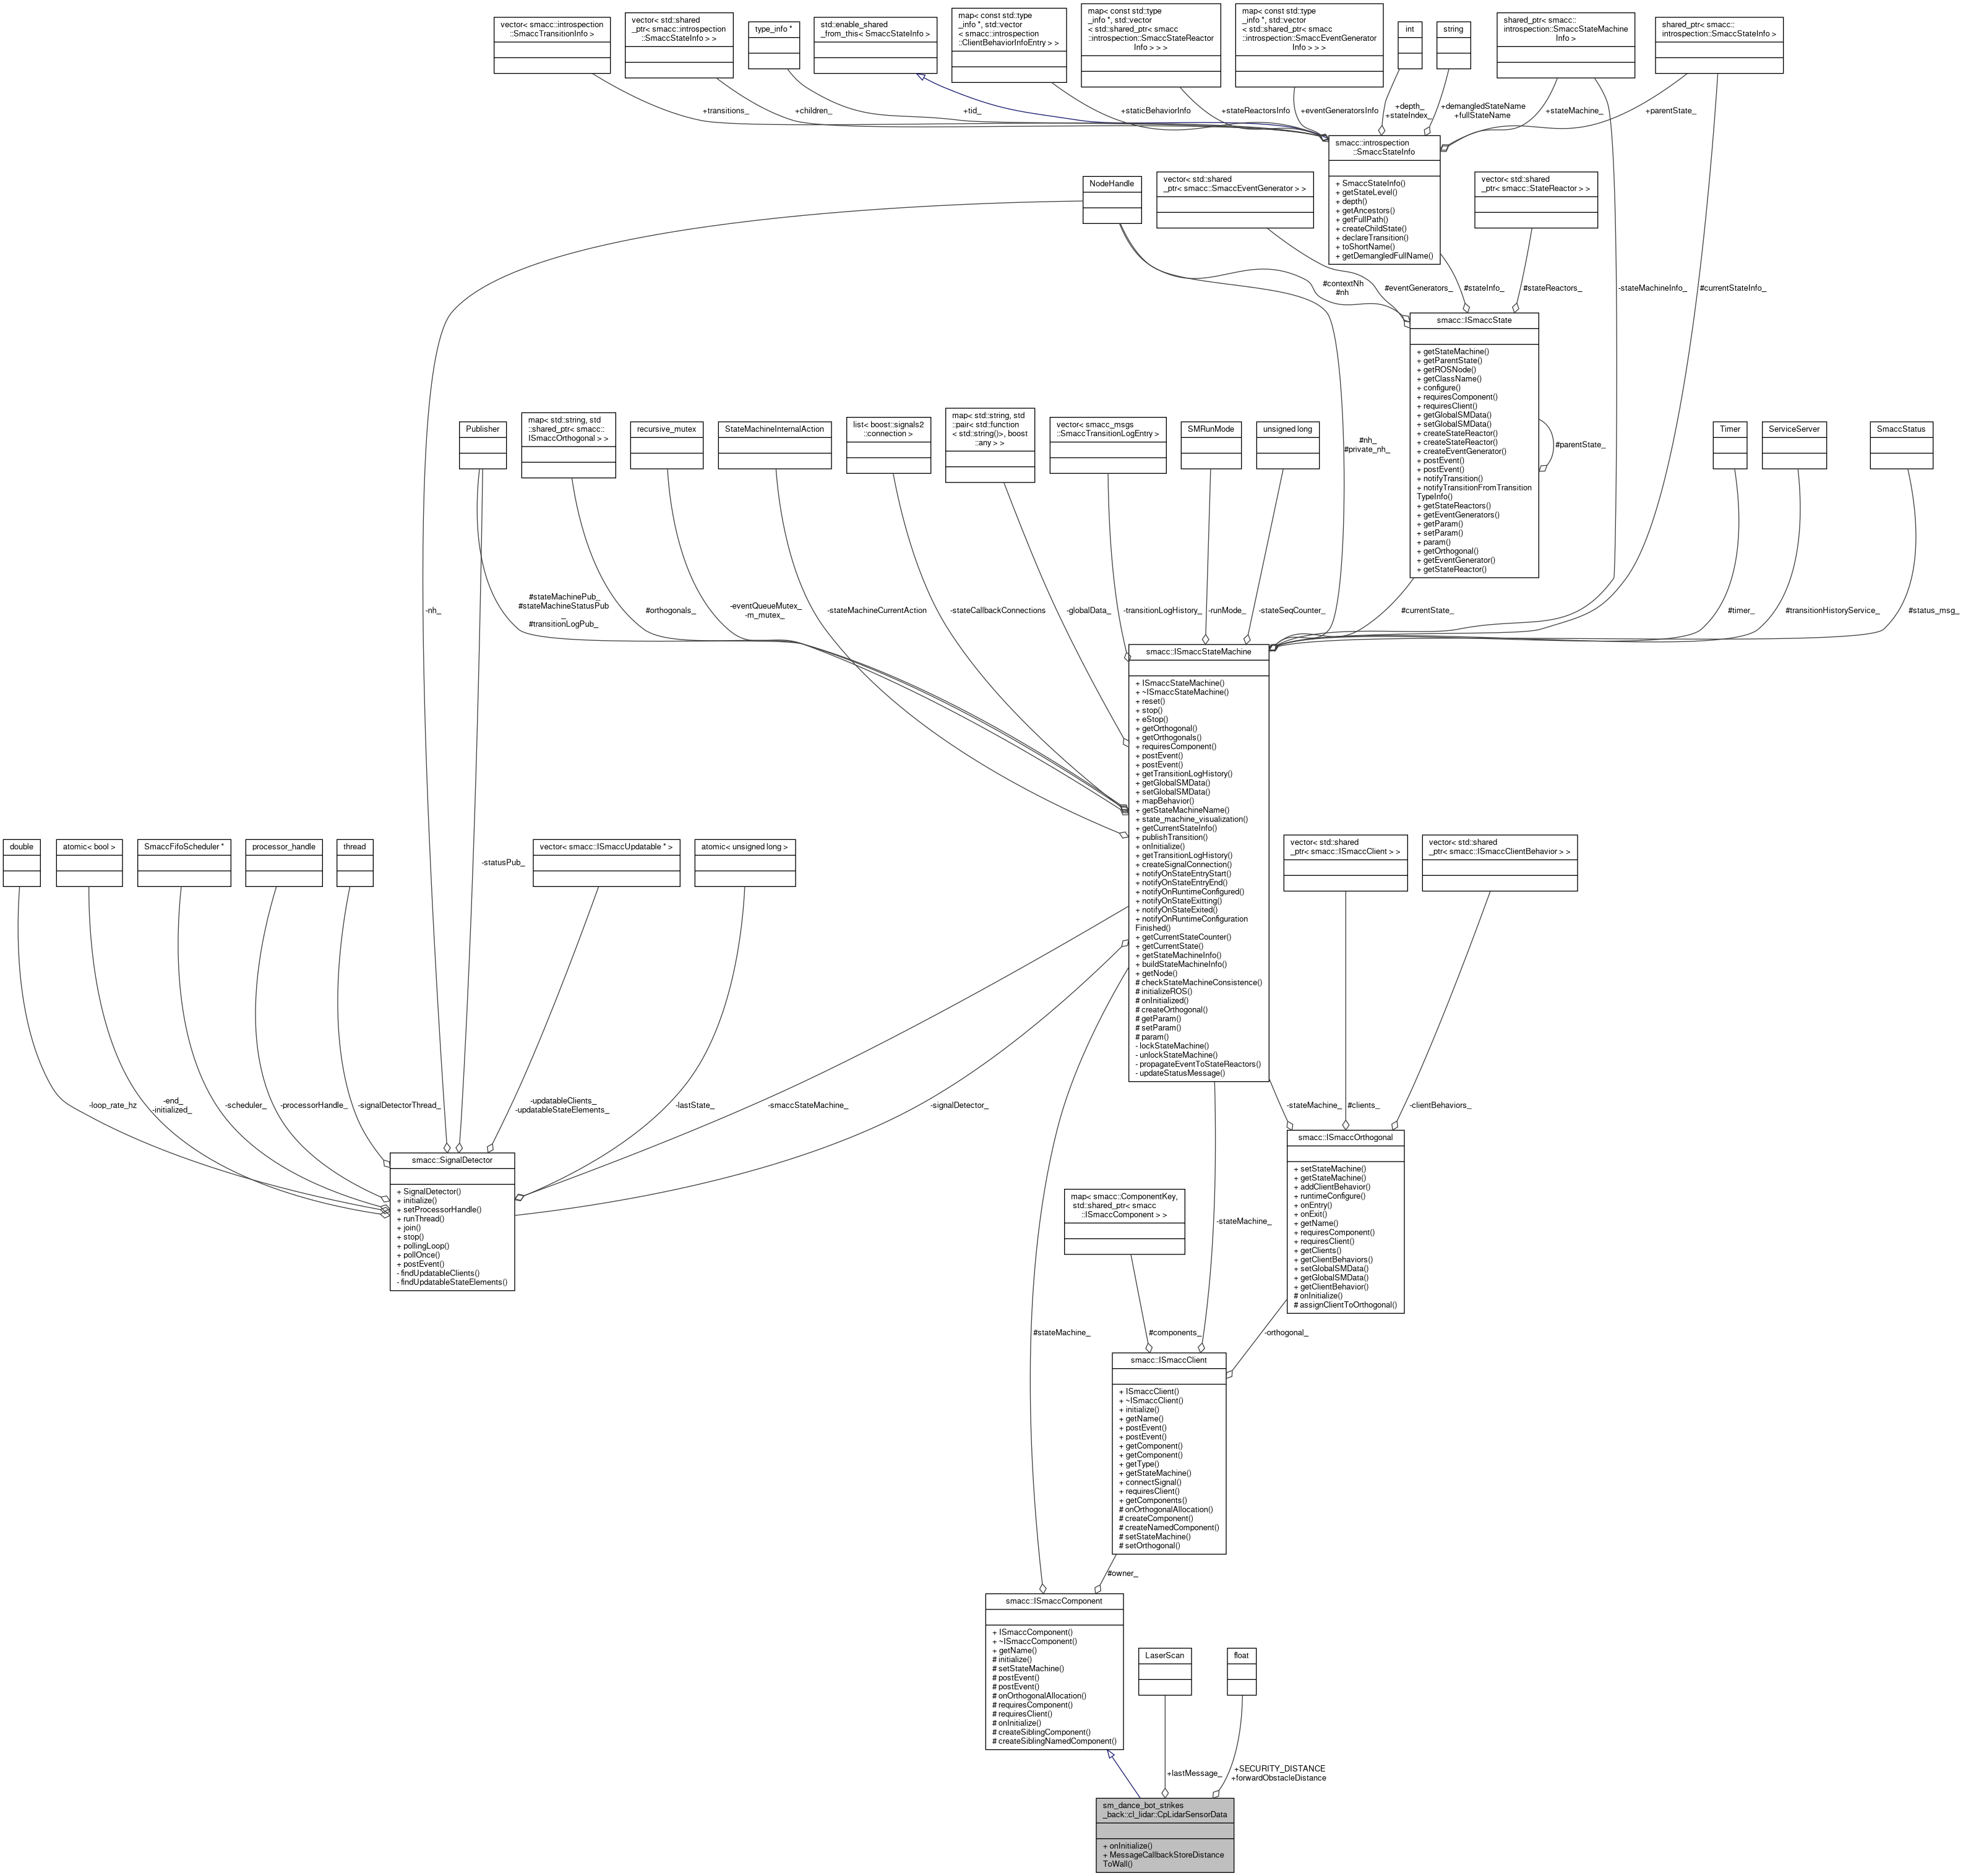 vector< smacc::introspection
::SmaccTransitionInfo >
vector< std::shared
_ptr< smacc::introspection
::SmaccStateInfo > >
type_info *
std::enable_shared
_from_this< SmaccStateInfo >
map< const std::type
_info *, std::vector
< smacc::introspection
::ClientBehaviorInfoEntry > >
map< const std::type
_info *, std::vector
< std::shared_ptr< smacc
::introspection::SmaccStateReactor
Info > > >
map< const std::type
_info *, std::vector
< std::shared_ptr< smacc
::introspection::SmaccEventGenerator
Info > > >
int
string
shared_ptr< smacc::
introspection::SmaccStateMachine
Info >
shared_ptr< smacc::
introspection::SmaccStateInfo >
+transitions_
+children_
+tid_
+staticBehaviorInfo
+stateReactorsInfo
+eventGeneratorsInfo
+depth_
+stateIndex_
+demangledStateName
+fullStateName
+stateMachine_
+parentState_
smacc::introspection
::SmaccStateInfo
+ SmaccStateInfo()
+ getStateLevel()
+ depth()
+ getAncestors()
+ getFullPath()
+ createChildState()
+ declareTransition()
+ toShortName()
+ getDemangledFullName()
NodeHandle
vector< std::shared
_ptr< smacc::SmaccEventGenerator > >
vector< std::shared
_ptr< smacc::StateReactor > >
#contextNh
#nh
#eventGenerators_
#stateInfo_
#stateReactors_
-stateMachineInfo_
#currentStateInfo_
smacc::ISmaccState
+ getStateMachine()
+ getParentState()
+ getROSNode()
+ getClassName()
+ configure()
+ requiresComponent()
+ requiresClient()
+ getGlobalSMData()
+ setGlobalSMData()
+ createStateReactor()
+ createStateReactor()
+ createEventGenerator()
+ postEvent()
+ postEvent()
+ notifyTransition()
+ notifyTransitionFromTransition
TypeInfo()
+ getStateReactors()
+ getEventGenerators()
+ getParam()
+ setParam()
+ param()
+ getOrthogonal()
+ getEventGenerator()
+ getStateReactor()
#parentState_
Publisher
map< std::string, std
::shared_ptr< smacc::
ISmaccOrthogonal > >
recursive_mutex
StateMachineInternalAction
list< boost::signals2
::connection >
map< std::string, std
::pair< std::function
< std::string()>, boost
::any > >
vector< smacc_msgs
::SmaccTransitionLogEntry >
SMRunMode
unsigned long
#nh_
#private_nh_
Timer
ServiceServer
SmaccStatus
-nh_
#stateMachinePub_
#stateMachineStatusPub
_
#transitionLogPub_
#orthogonals_
-eventQueueMutex_
-m_mutex_
-stateMachineCurrentAction
-stateCallbackConnections
-globalData_
-transitionLogHistory_
-runMode_
-stateSeqCounter_
#currentState_
#timer_
#transitionHistoryService_
#status_msg_
smacc::ISmaccStateMachine
+ ISmaccStateMachine()
+ ~ISmaccStateMachine()
+ reset()
+ stop()
+ eStop()
+ getOrthogonal()
+ getOrthogonals()
+ requiresComponent()
+ postEvent()
+ postEvent()
+ getTransitionLogHistory()
+ getGlobalSMData()
+ setGlobalSMData()
+ mapBehavior()
+ getStateMachineName()
+ state_machine_visualization()
+ getCurrentStateInfo()
+ publishTransition()
+ onInitialize()
+ getTransitionLogHistory()
+ createSignalConnection()
+ notifyOnStateEntryStart()
+ notifyOnStateEntryEnd()
+ notifyOnRuntimeConfigured()
+ notifyOnStateExitting()
+ notifyOnStateExited()
+ notifyOnRuntimeConfiguration
Finished()
+ getCurrentStateCounter()
+ getCurrentState()
+ getStateMachineInfo()
+ buildStateMachineInfo()
+ getNode()
# checkStateMachineConsistence()
# initializeROS()
# onInitialized()
# createOrthogonal()
# getParam()
# setParam()
# param()
- lockStateMachine()
- unlockStateMachine()
- propagateEventToStateReactors()
- updateStatusMessage()
double
atomic< bool >
SmaccFifoScheduler *
processor_handle
thread
-statusPub_
vector< smacc::ISmaccUpdatable * >
atomic< unsigned long >
vector< std::shared
_ptr< smacc::ISmaccClient > >
vector< std::shared
_ptr< smacc::ISmaccClientBehavior > >
-loop_rate_hz
-end_
-initialized_
-scheduler_
-processorHandle_
-signalDetectorThread_
-updatableClients_
-updatableStateElements_
-lastState_
-smaccStateMachine_
-signalDetector_
-stateMachine_
#clients_
-clientBehaviors_
smacc::SignalDetector
+ SignalDetector()
+ initialize()
+ setProcessorHandle()
+ runThread()
+ join()
+ stop()
+ pollingLoop()
+ pollOnce()
+ postEvent()
- findUpdatableClients()
- findUpdatableStateElements()
smacc::ISmaccOrthogonal
+ setStateMachine()
+ getStateMachine()
+ addClientBehavior()
+ runtimeConfigure()
+ onEntry()
+ onExit()
+ getName()
+ requiresComponent()
+ requiresClient()
+ getClients()
+ getClientBehaviors()
+ setGlobalSMData()
+ getGlobalSMData()
+ getClientBehavior()
# onInitialize()
# assignClientToOrthogonal()
map< smacc::ComponentKey,
std::shared_ptr< smacc
::ISmaccComponent > >
-stateMachine_
#stateMachine_
#components_
-orthogonal_
smacc::ISmaccClient
+ ISmaccClient()
+ ~ISmaccClient()
+ initialize()
+ getName()
+ postEvent()
+ postEvent()
+ getComponent()
+ getComponent()
+ getType()
+ getStateMachine()
+ connectSignal()
+ requiresClient()
+ getComponents()
# onOrthogonalAllocation()
# createComponent()
# createNamedComponent()
# setStateMachine()
# setOrthogonal()
#owner_
smacc::ISmaccComponent
+ ISmaccComponent()
+ ~ISmaccComponent()
+ getName()
# initialize()
# setStateMachine()
# postEvent()
# postEvent()
# onOrthogonalAllocation()
# requiresComponent()
# requiresClient()
# onInitialize()
# createSiblingComponent()
# createSiblingNamedComponent()
LaserScan
float
+lastMessage_
+SECURITY_DISTANCE
+forwardObstacleDistance
sm_dance_bot_strikes
_back::cl_lidar::CpLidarSensorData
+ onInitialize()
+ MessageCallbackStoreDistance
ToWall()